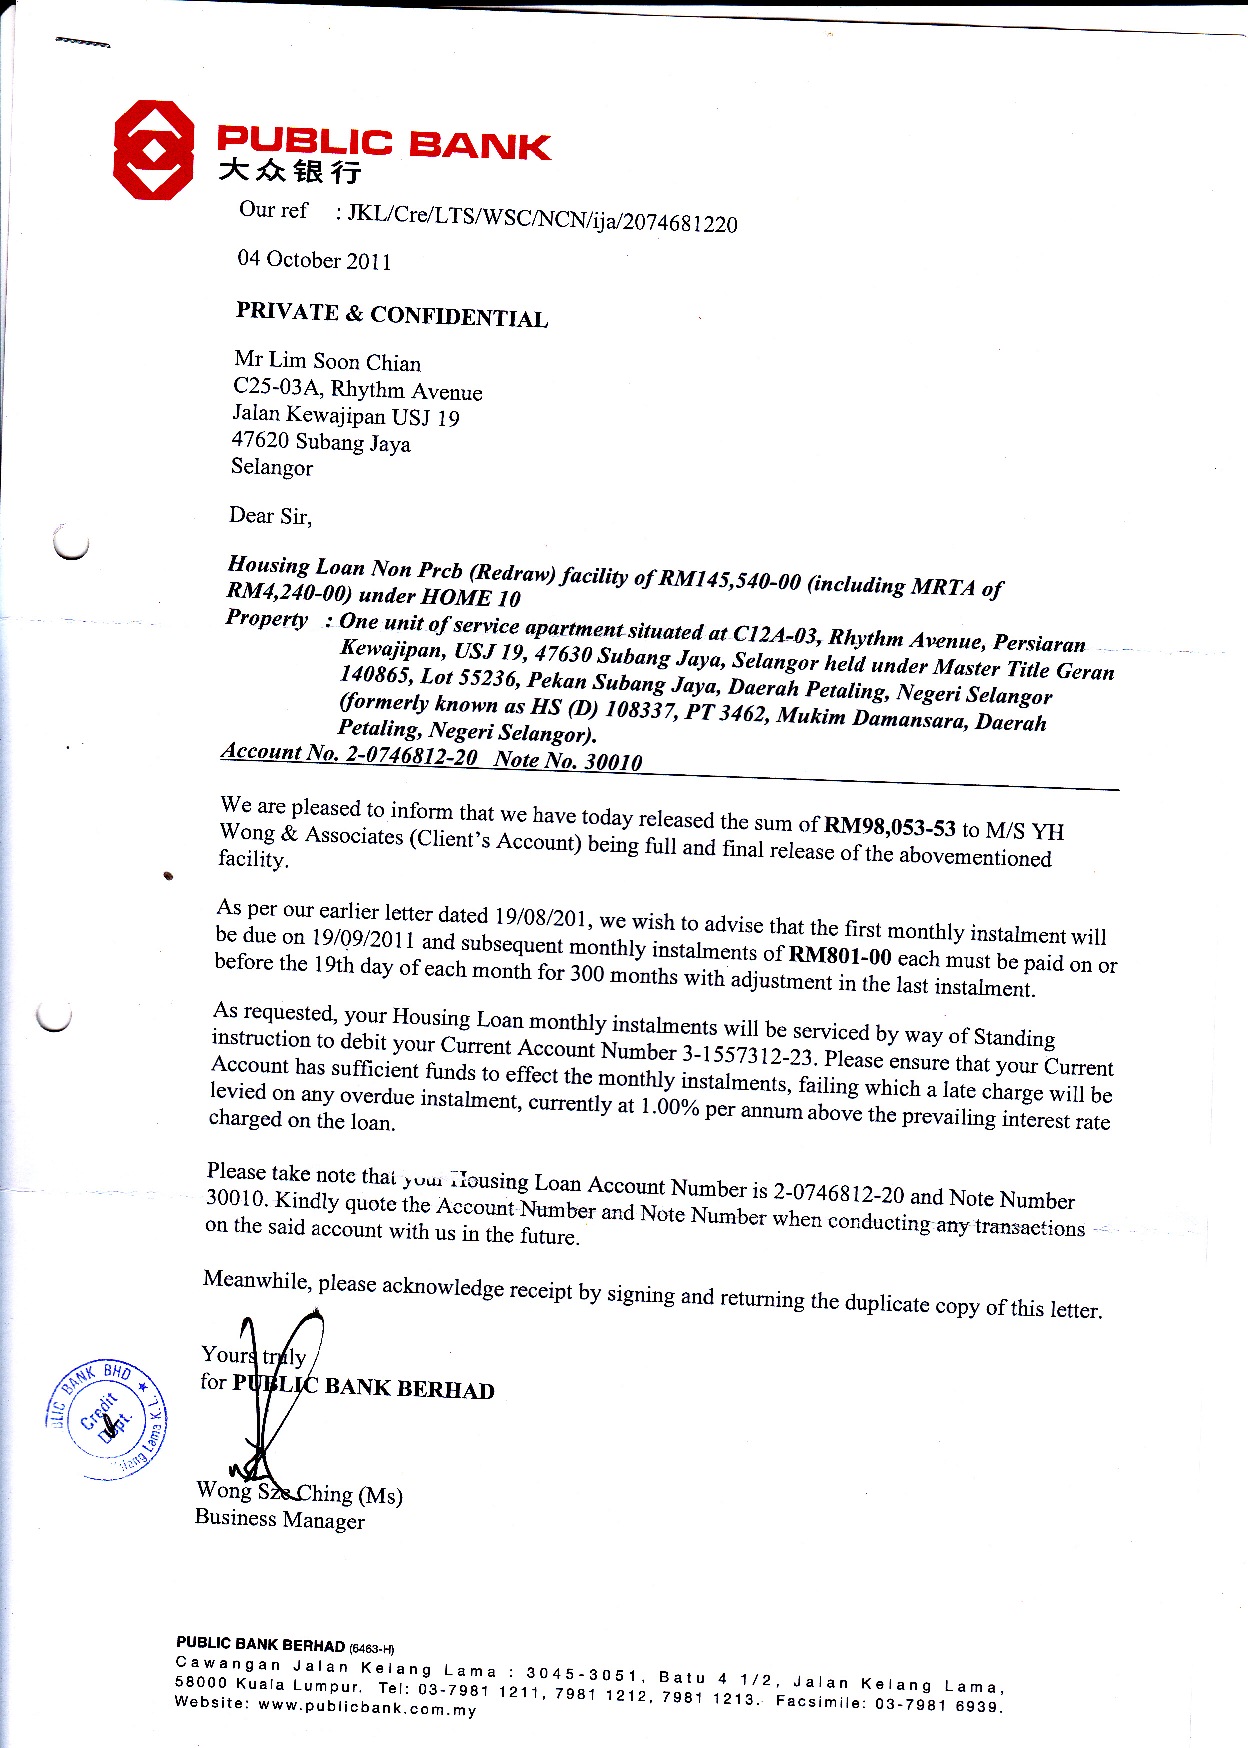 PUBLIC BANK
大众银行
Our ref : JKL/Cre/LTS/WSC/NCN/ija/2074681220
04 October 2011
PRIVATE & CONFIDENTIAL
Mr Lim Soon Chian
C25-03A, Rhythm Avenue
Jalan Kewajipan USJ 19
47620 Subang Jaya
Selangor
Dear Sir,
Housing Loan Non Prcb (Redraw) facility of RM145,540-00 (including MRTA of
RM4,240-00) under HOME 10
Property : One unit of service apartment situated at C12A-03, Rhythm Avenue, Persiaran
Kewajipan, USJ 19, 47630 Subang Jaya, Selangor held under Master Title Geran
140865, Lot 55236, Pekan Subang Jaya, Daerah Petaling, Negeri Selangor
(formerly known as HS (D) 108337, PT 3462, Mukim Damansara, Daerah
Petaling, Negeri Selangor).
Account No. 2-0746812-20 Note No. 30010
We are pleased to inform that we have today released the sum of RM98,053-53 to M/S YH
Wong & Associates (Client's Account) being full and final release of the abovementioned
facility.
As per our earlier letter dated 19/08/201, we wish to advise that the first monthly instalment will
be due on 19/09/2011 and subsequent monthly instalments of RM801-00 each must be paid on or
before the 19th day of each month for 300 months with adjustment in the last instalment.
As requested, your Housing Loan monthly instalments will be serviced by way of Standing
instruction to debit your Current Account Number 3-1557312-23. Please ensure that your Current
Account has sufficient funds to effect the monthly instalments, failing which a late charge will be
levied on any overdue instalment, currently at 1.00% per annum above the prevailing interest rate
charged on the loan.
Please take note that your Housing Loan Account Number is 2-0746812-20 and Note Number
30010. Kindly quote the Account Number and Note Number when conducting any transactions
on the said account with us in the future.
Meanwhile, please acknowledge receipt by signing and returning the duplicate copy of this letter.
Yours truly
for PUBLIC BANK BERHAD
BLIC BANK BHD ★
Credit
Dept.
Lama K.L.
Wong Sze Ching (Ms)
Business Manager
PUBLIC BANK BERHAD (6463-H)
Cawangan Jalan Kelang Lama : 3045-3051, Batu 4 1/2, Jalan Kelang Lama,
58000 Kuala Lumpur. Tel: 03-7981 1211, 7981 1212, 7981 1213. Facsimile: 03-7981 6939.
Website: www.publicbank.com.my